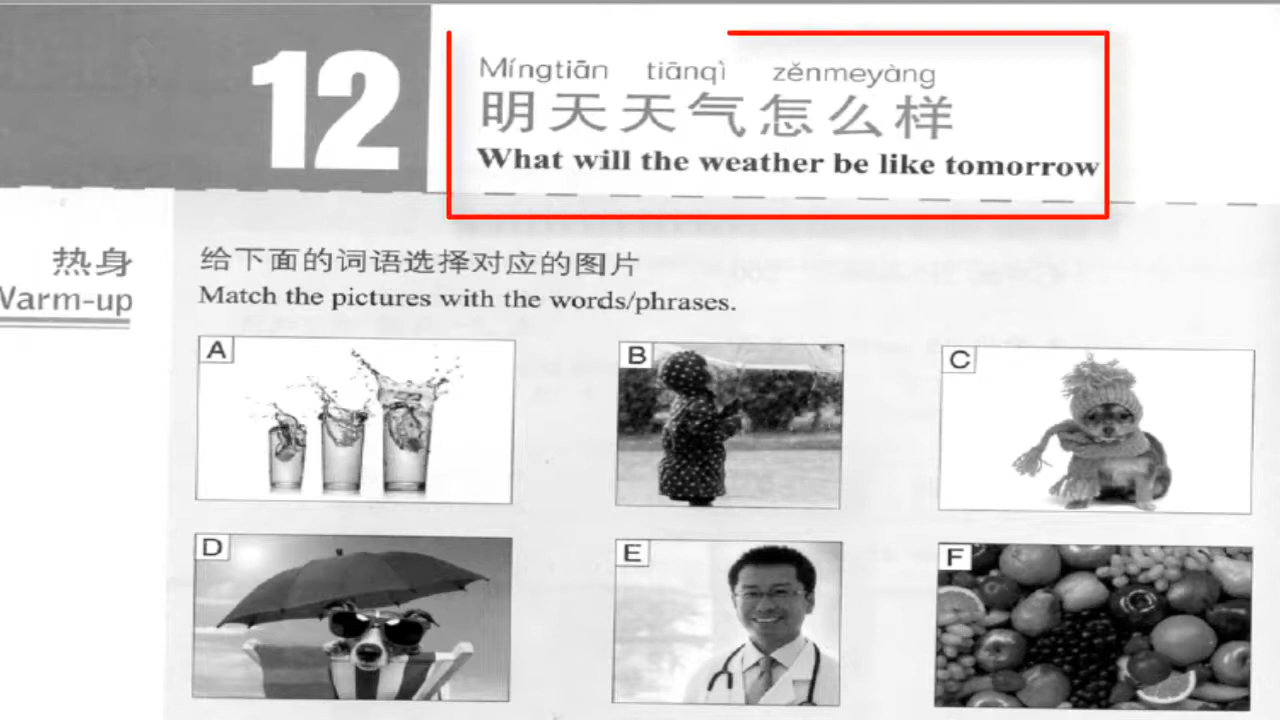 12
Míngtiān tiānqì zěnmeyàng
明天天气怎么样
What will the weather be like tomorrow
热身
Warm-up
给下面的词语选择对应的图片
Match the pictures with the words/phrases.
A
B
C
D
E
F